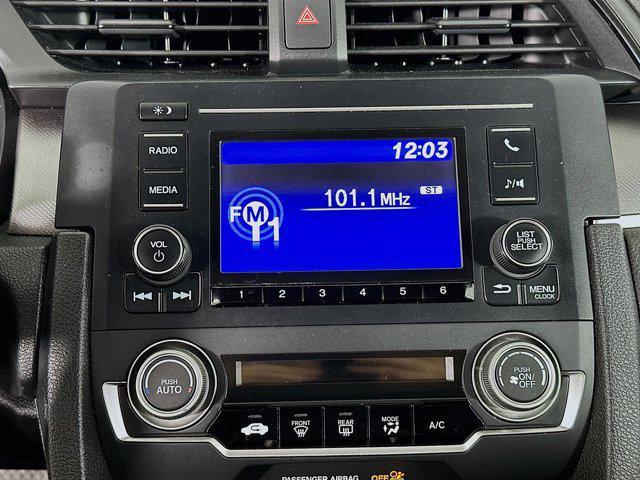 12:03
RADIO
MEDIA
101.1 MHz ST
FM 11
VOL
LIST
PUSH
SELECT
MENU
CLOCK
1 2 3 4 5 6
PUSH
AUTO
PUSH
ON/
OFF
FRONT
REAR
MODE
A/C
PASSENGER AIRBAG
OFF